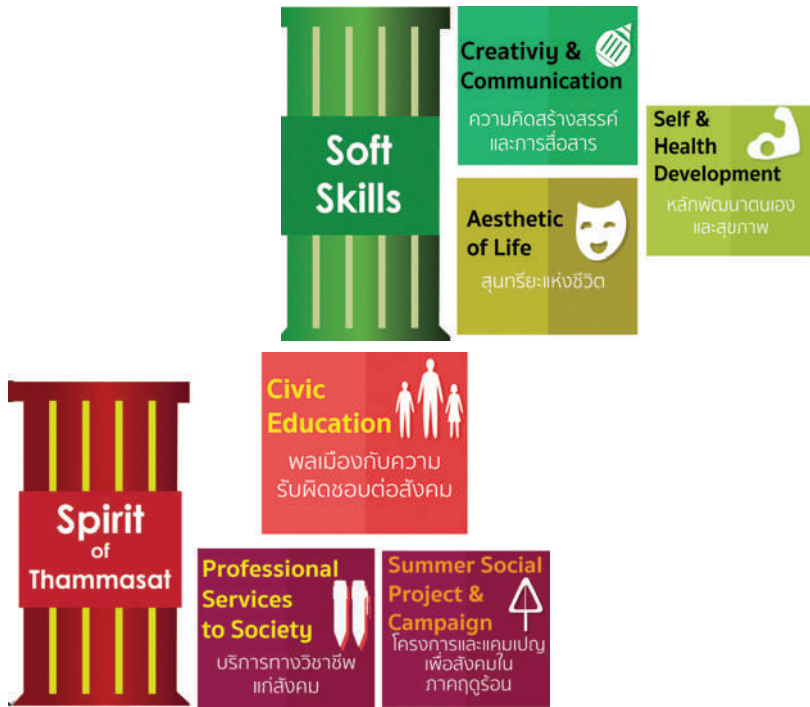 Soft
Skills
Creativiy &
Communication
ความคิดสร้างสรรค์
และการสื่อสาร
Self &
Health
Development
หลักพัฒนาตนเอง
และสุขภาพ
Aesthetic
of Life
สุนทรียะแห่งชีวิต
Civic
Education
พลเมืองกับความ
รับผิดชอบต่อสังคม
Spirit
of
Thammasat
Professional
Services
to Society
บริการทางวิชาชีพ
แก่สังคม
Summer Social
Project &
Campaign
โครงการและแคมเปญ
เพื่อสังคมใน
ภาคฤดูร้อน